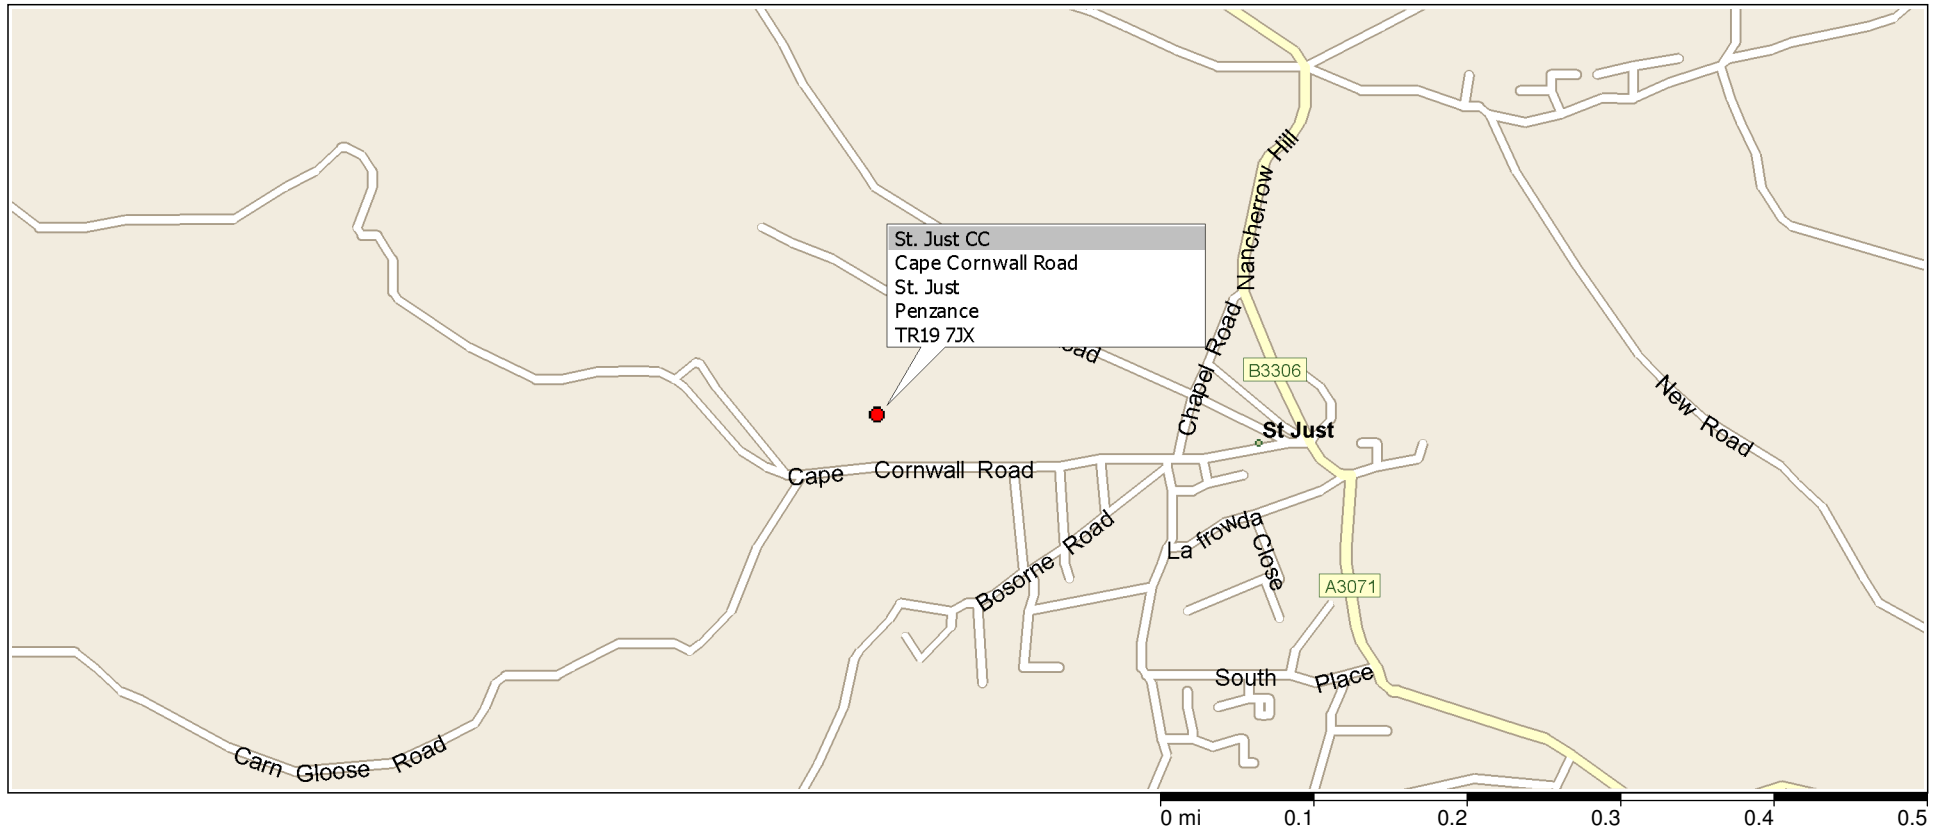 Nancherrow Hill
St. Just CC
Cape Cornwall Road
St. Just
Penzance
TR19 7JX
Chapel Road
B3306
New Road
St Just
Cape Cornwall Road
Bosorne Road
La frowda Close
A3071
South Place
Carn Gloose Road
0 mi 0.1 0.2 0.3 0.4 0.5